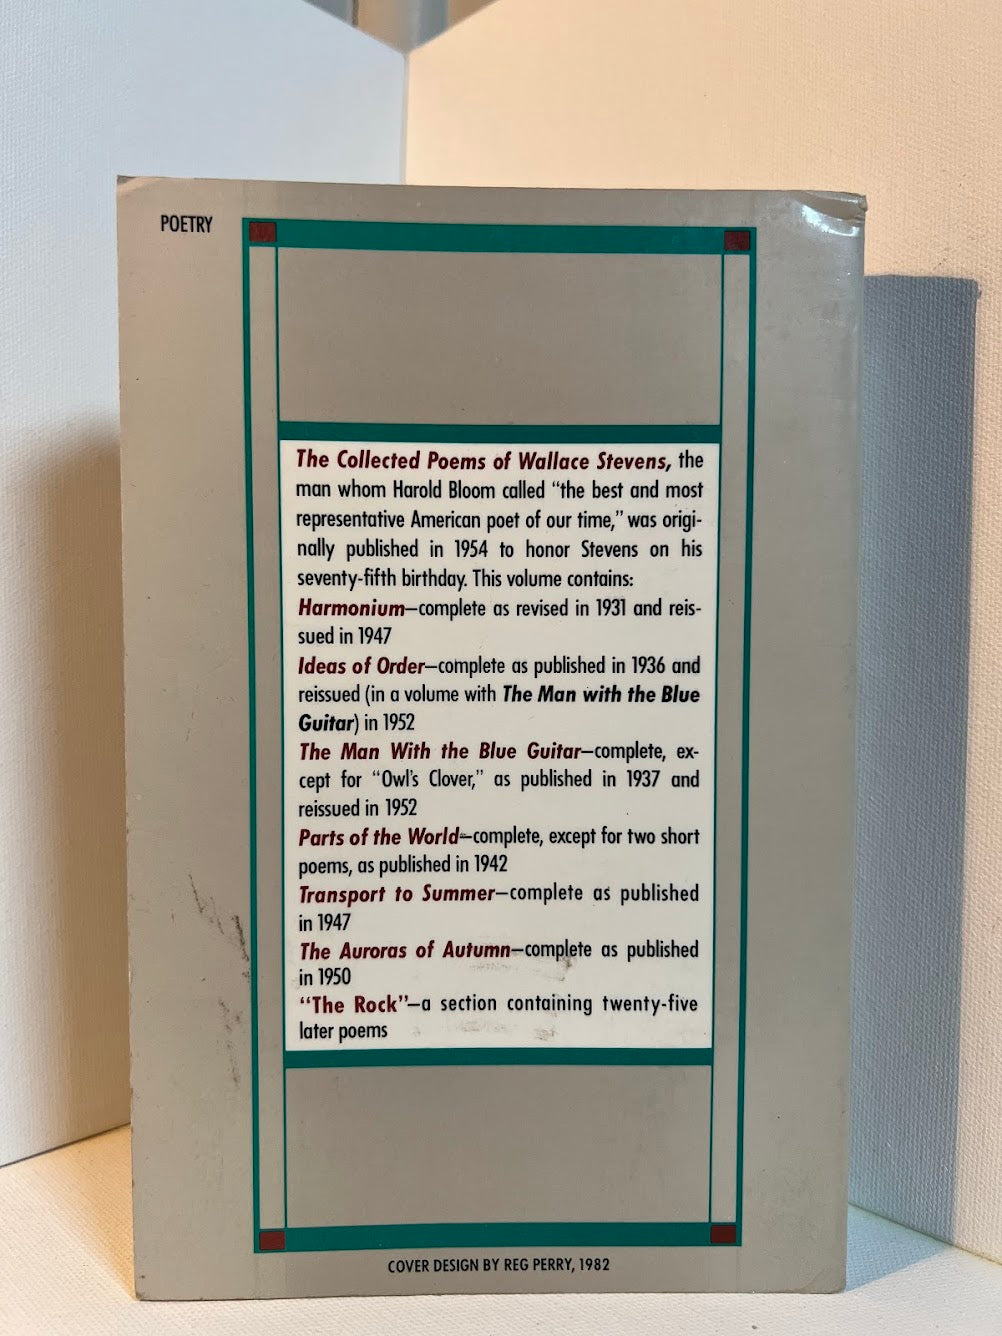 POETRY
The Collected Poems of Wallace Stevens, the
man whom Harold Bloom called “the best and most
representative American poet of our time,” was origi-
nally published in 1954 to honor Stevens on his
seventy-fifth birthday. This volume contains:
Harmonium—complete as revised in 1931 and reis-
sued in 1947
Ideas of Order—complete as published in 1936 and
reissued (in a volume with The Man with the Blue
Guitar) in 1952
The Man With the Blue Guitar—complete, ex-
cept for “Owl’s Clover,” as published in 1937 and
reissued in 1952
Parts of the World—complete, except for two short
poems, as published in 1942
Transport to Summer—complete as published
in 1947
The Auroras of Autumn—complete as published
in 1950
“The Rock”—a section containing twenty-five
later poems
COVER DESIGN BY REG PERRY, 1982